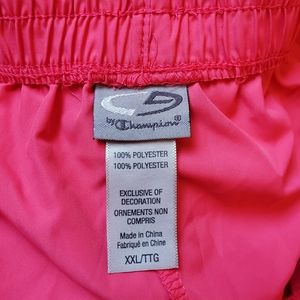 by Champion®
100% POLYESTER
100% POLYESTER
EXCLUSIVE OF
DECORATION
ORNEMENTS NON
COMPRIS
Made in China
Fabriqué en Chine
XXL/TTG